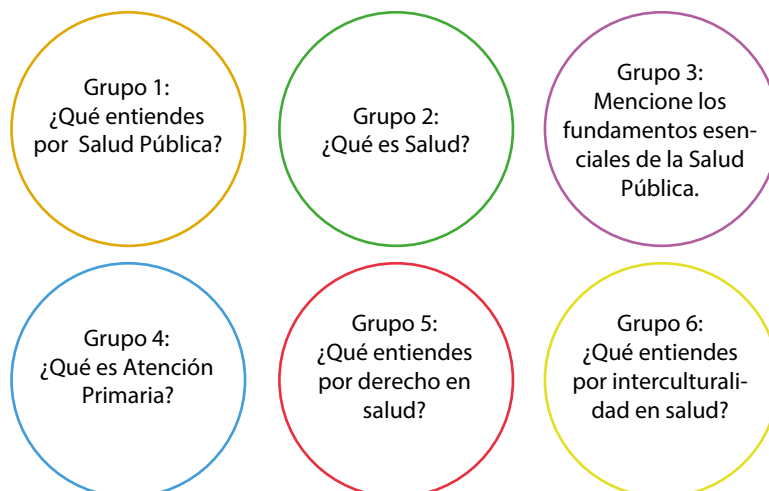 Grupo 1:
¿Qué entiendes
por Salud Pública?
Grupo 2:
¿Qué es Salud?
Grupo 3:
Mencione los
fundamentos esen-
ciales de la Salud
Pública.
Grupo 4:
¿Qué es Atención
Primaria?
Grupo 5:
¿Qué entiendes
por derecho en
salud?
Grupo 6:
¿Qué entiendes
por interculturali-
dad en salud?